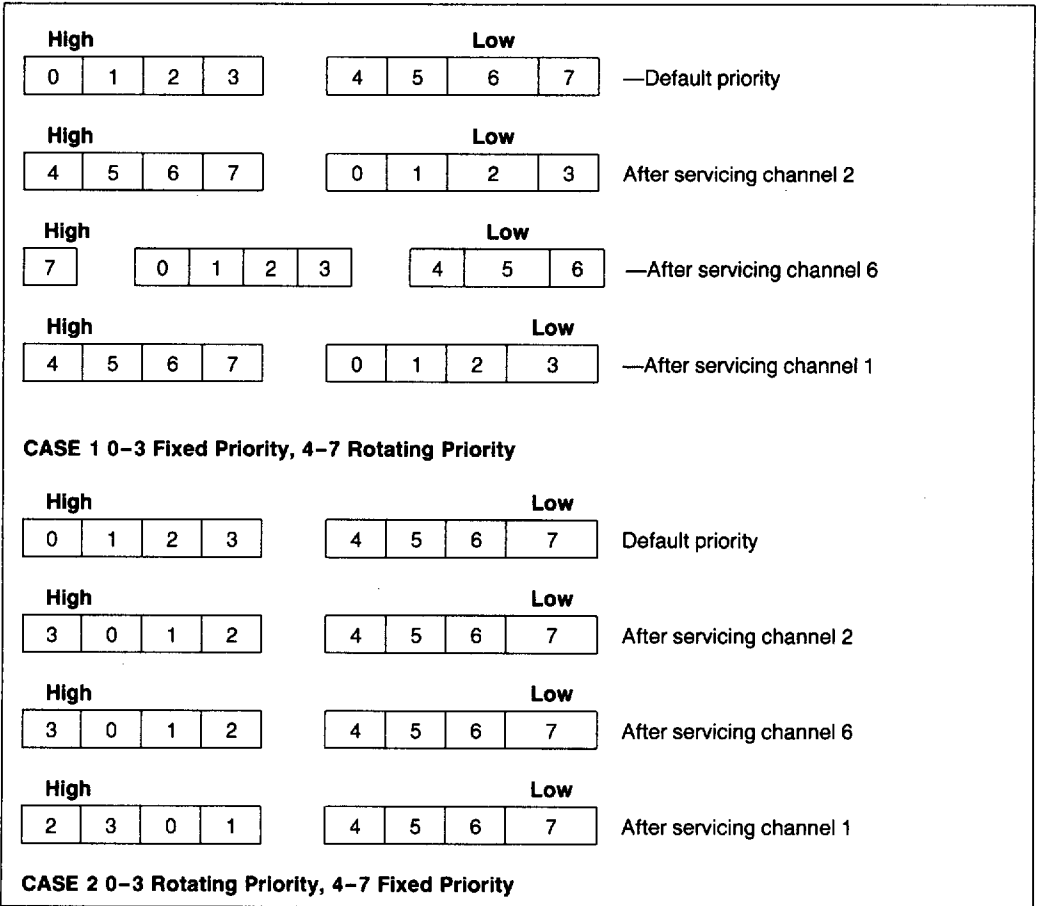 High Low
0 1 2 3 4 5 6 7 —Default priority
High Low
4 5 6 7 0 1 2 3 After servicing channel 2
High Low
7 0 1 2 3 4 5 6 —After servicing channel 6
High Low
4 5 6 7 0 1 2 3 —After servicing channel 1
CASE 1 0–3 Fixed Priority, 4–7 Rotating Priority
High Low
0 1 2 3 4 5 6 7 Default priority
High Low
3 0 1 2 4 5 6 7 After servicing channel 2
High Low
3 0 1 2 4 5 6 7 After servicing channel 6
High Low
2 3 0 1 4 5 6 7 After servicing channel 1
CASE 2 0–3 Rotating Priority, 4–7 Fixed Priority